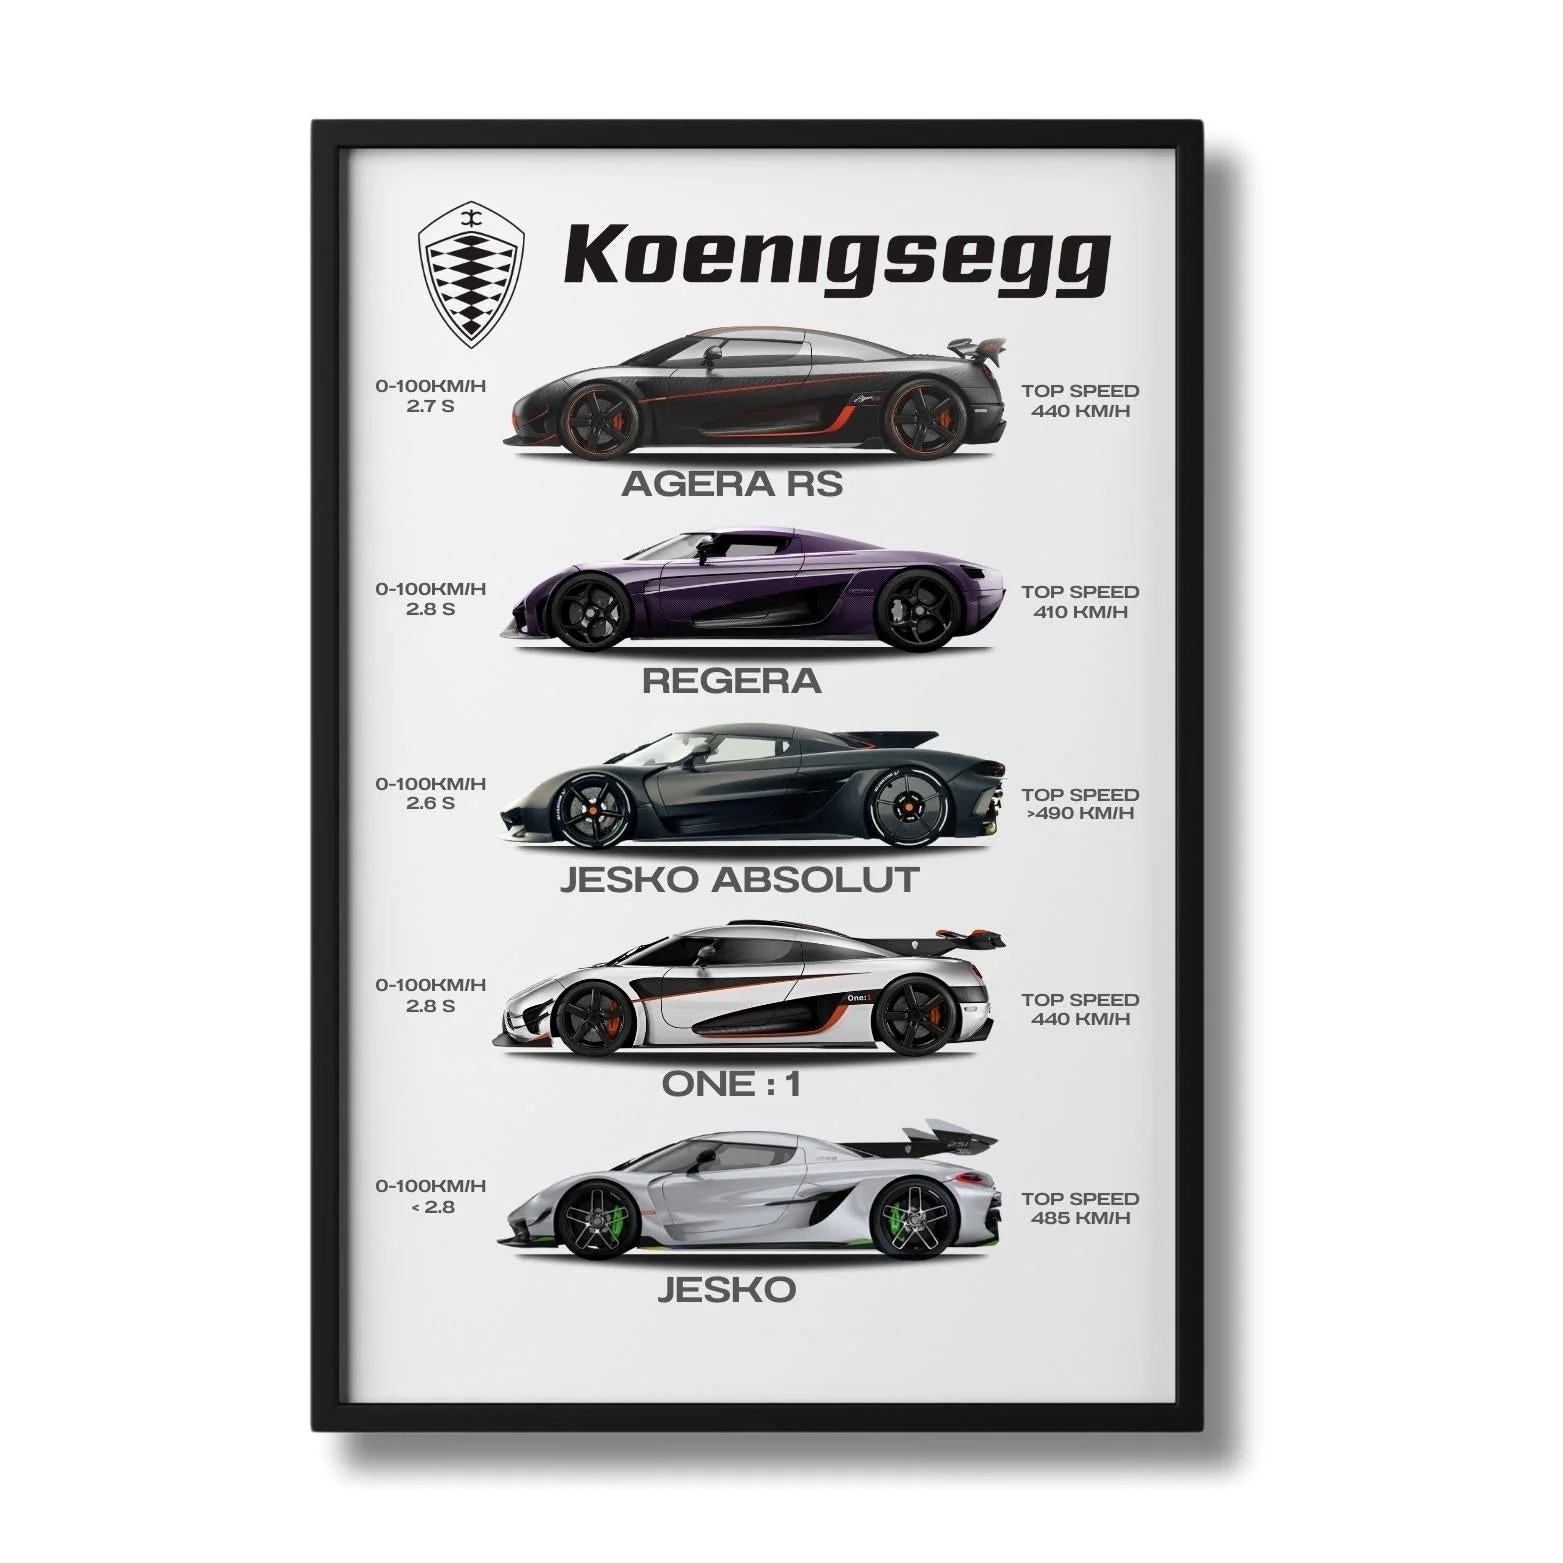 Koenigsegg
0-100KM/H
2.7 S
TOP SPEED
440 KM/H
AGERA RS
0-100KM/H
2.8 S
TOP SPEED
410 KM/H
REGERA
0-100KM/H
2.6 S
TOP SPEED
>490 KM/H
JESKO ABSOLUT
0-100KM/H
2.8 S
One:1
TOP SPEED
440 KM/H
ONE : 1
0-100KM/H
< 2.8
TOP SPEED
485 KM/H
JESKO